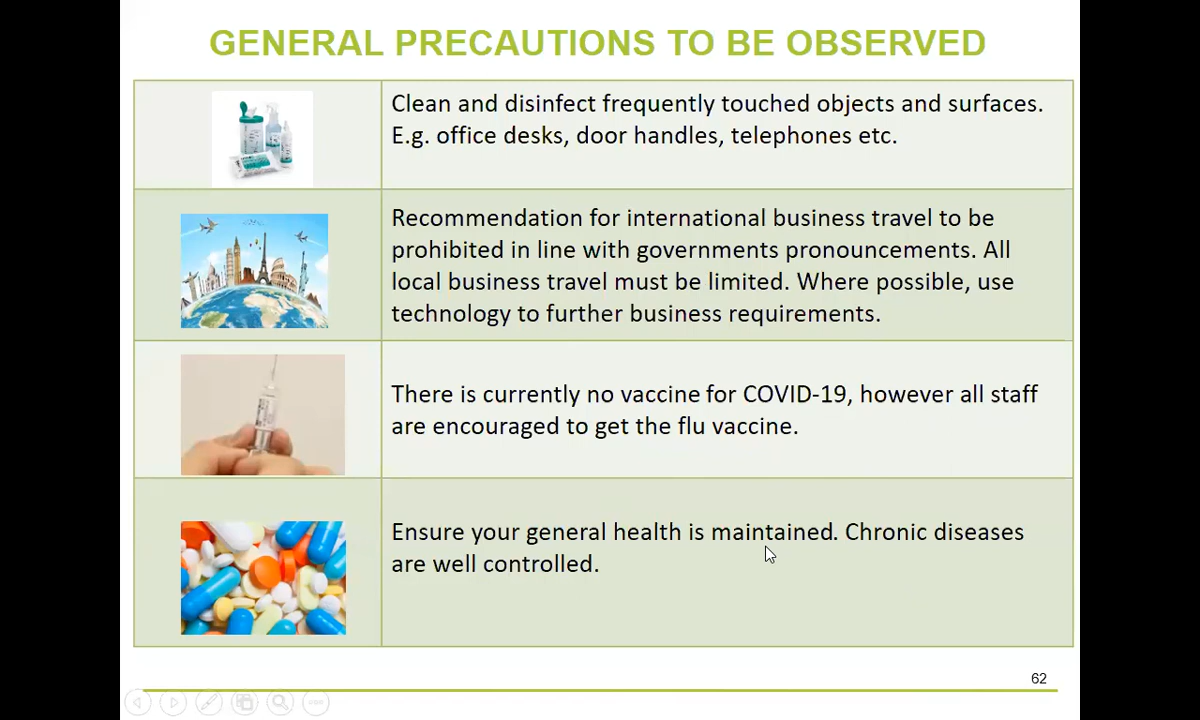 GENERAL PRECAUTIONS TO BE OBSERVED
Clean and disinfect frequently touched objects and surfaces.
E.g. office desks, door handles, telephones etc.
Recommendation for international business travel to be
prohibited in line with governments pronouncements. All
local business travel must be limited. Where possible, use
technology to further business requirements.
There is currently no vaccine for COVID-19, however all staff
are encouraged to get the flu vaccine.
Ensure your general health is maintained. Chronic diseases
are well controlled.
62